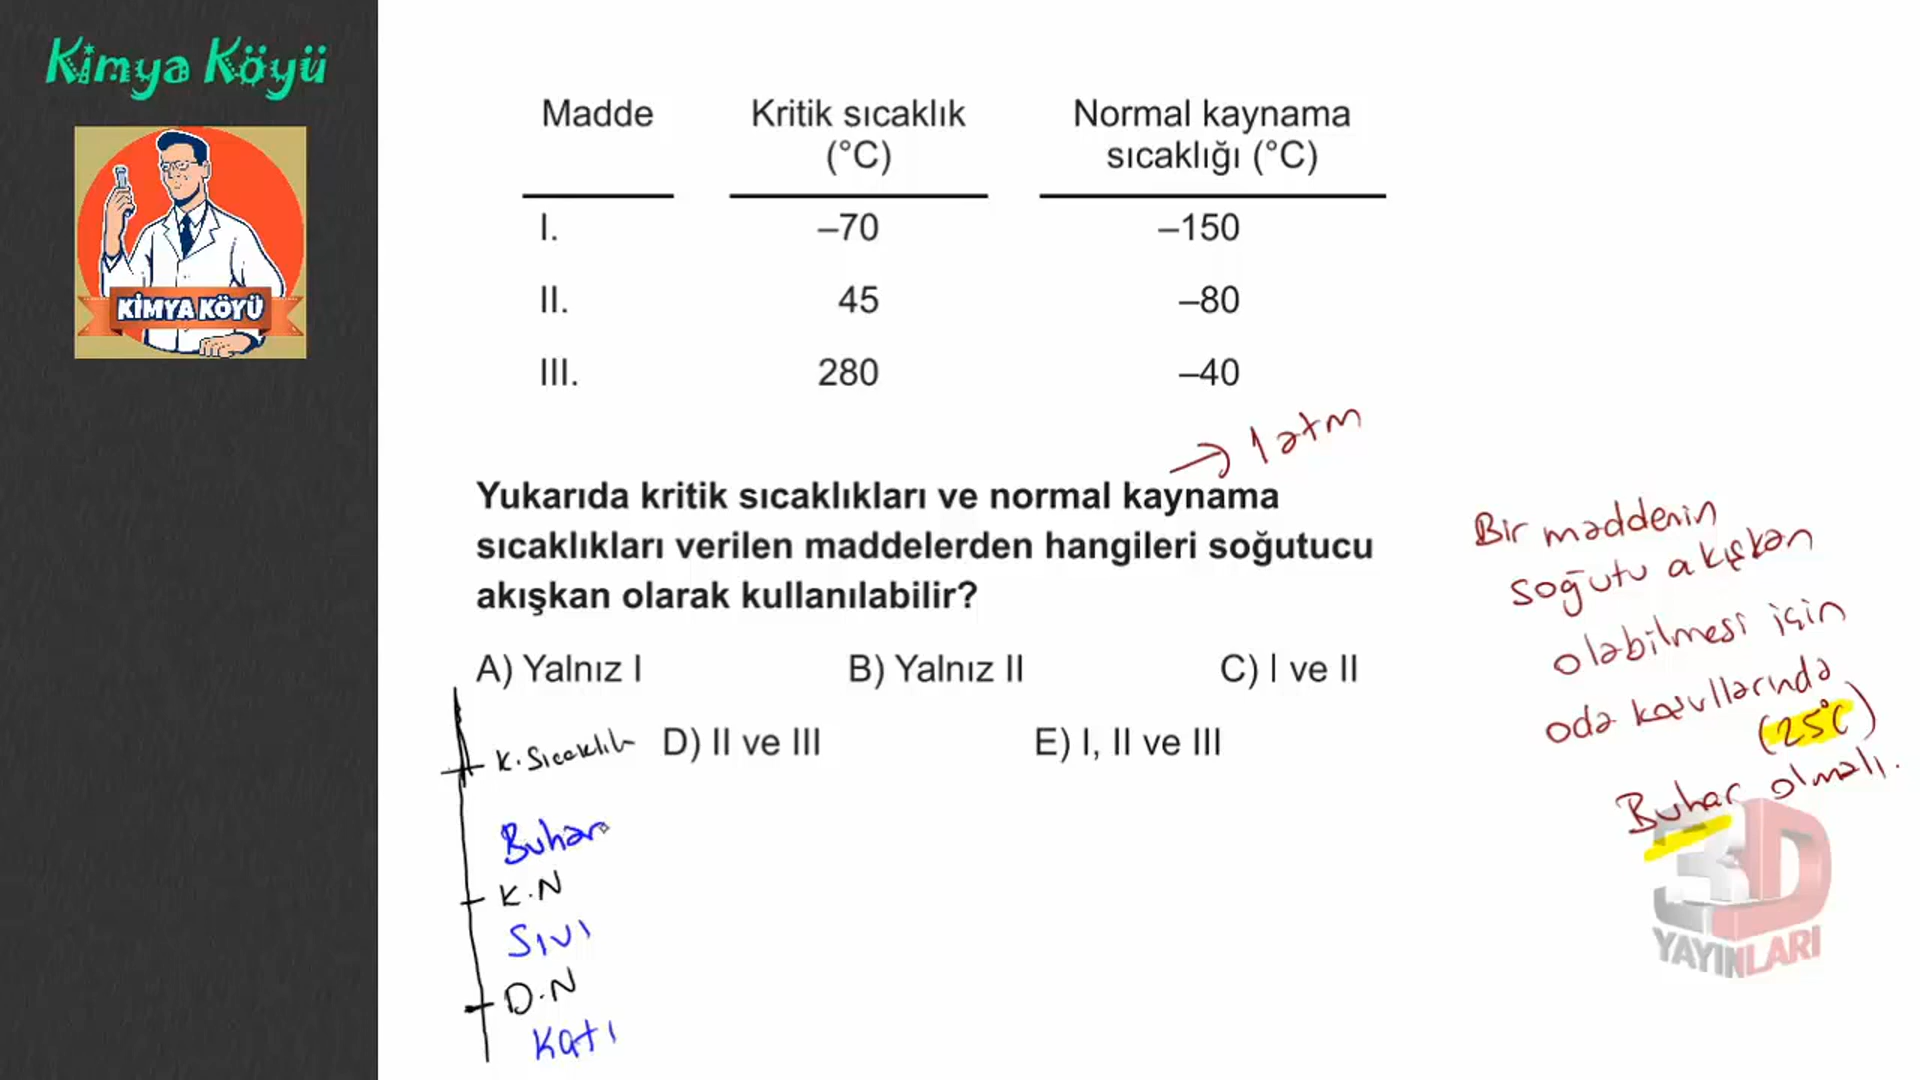 Kimya Köyü
KİMYA KÖYÜ
Madde Kritik sıcaklık (°C) Normal kaynama sıcaklığı (°C)
I. –70 –150
II. 45 –80
III. 280 –40
→ 1 atm
Yukarıda kritik sıcaklıkları ve normal kaynama
sıcaklıkları verilen maddelerden hangileri soğutucu
akışkan olarak kullanılabilir?
A) Yalnız I B) Yalnız II C) I ve II
D) II ve III E) I, II ve III
K. Sıcaklık
Buhar
K.N
Sıvı
D.N
Katı
Bir maddenin
soğutu akışkan
olabilmesi için
oda koşullarında
(25°C)
Buhar olmalı.
3D
YAYINLARI